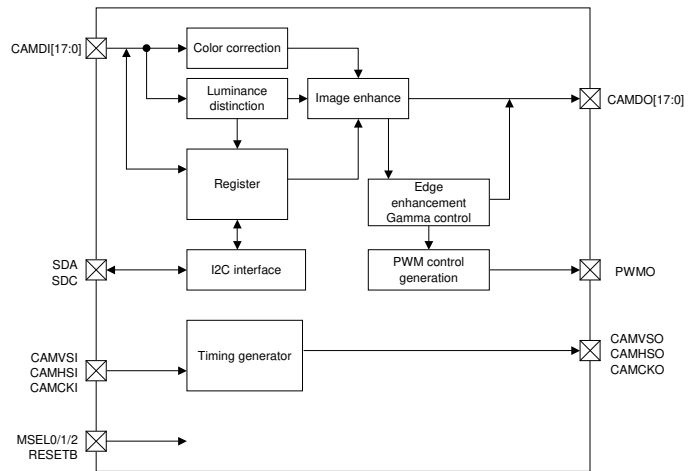 CAMDI[17:0]
Color correction
Luminance
distinction
Image enhance
CAMDO[17:0]
Register
Edge
enhancement
Gamma control
SDA
SDC
I2C interface
PWM control
generation
PWMO
CAMVSI
CAMHSI
CAMCKI
Timing generator
CAMVSO
CAMHSO
CAMCKO
MSEL0/1/2
RESETB